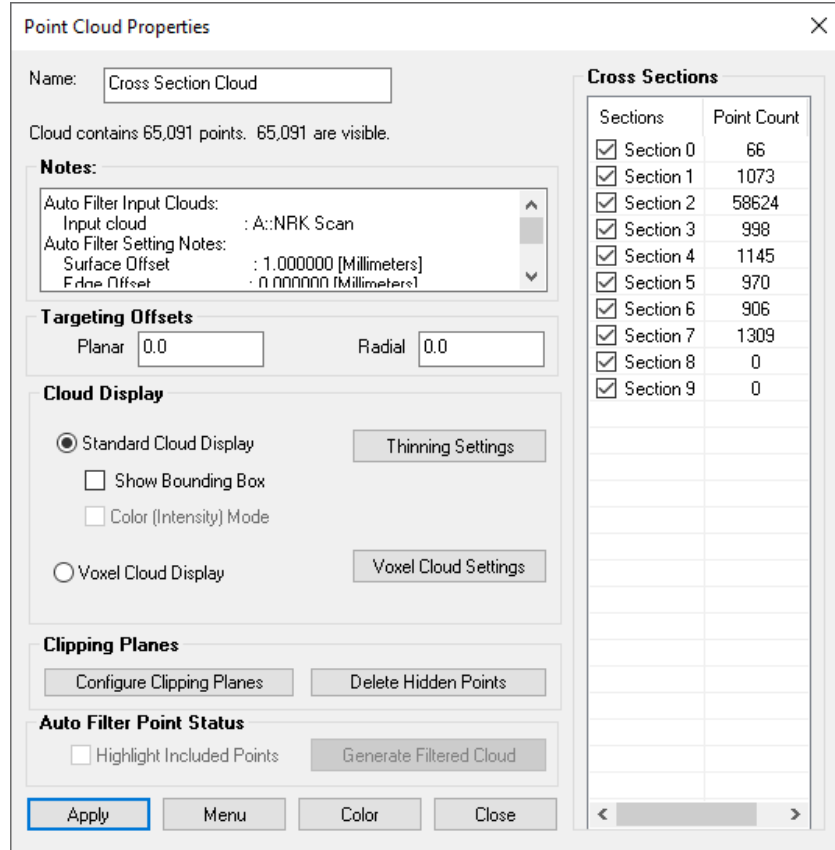 Point Cloud Properties
Name: Cross Section Cloud
Cloud contains 65,091 points. 65,091 are visible.
Notes:
Auto Filter Input Clouds:
Input cloud : A::NRK Scan
Auto Filter Setting Notes:
Surface Offset : 1.000000 [Millimeters]
Edge Offset : 0.000000 [Millimeters]
Targeting Offsets
Planar 0.0 Radial 0.0
Cloud Display
Standard Cloud Display Thinning Settings
Show Bounding Box
Color (Intensity) Mode
Voxel Cloud Display Voxel Cloud Settings
Clipping Planes
Configure Clipping Planes Delete Hidden Points
Auto Filter Point Status
Highlight Included Points Generate Filtered Cloud
Apply Menu Color Close
Cross Sections
Sections Point Count
Section 0 66
Section 1 1073
Section 2 58624
Section 3 998
Section 4 1145
Section 5 970
Section 6 906
Section 7 1309
Section 8 0
Section 9 0